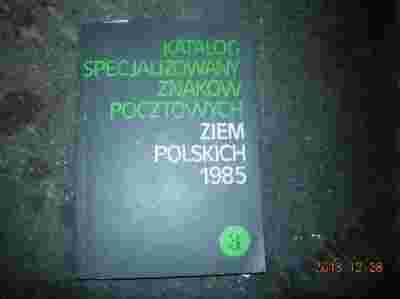 KATALOG
SPECJALIZOWANY
ZNAKÓW
POCZTOWYCH
ZIEM
POLSKICH
1985
3
2013 12 28